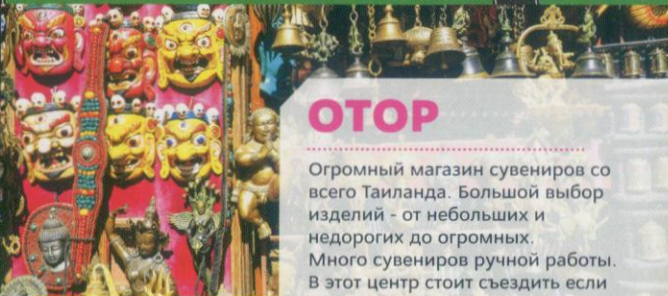 OTOP
Огромный магазин сувениров со
всего Таиланда. Большой выбор
изделий - от небольших и
недорогих до огромных.
Много сувениров ручной работы.
В этот центр стоит съездить если